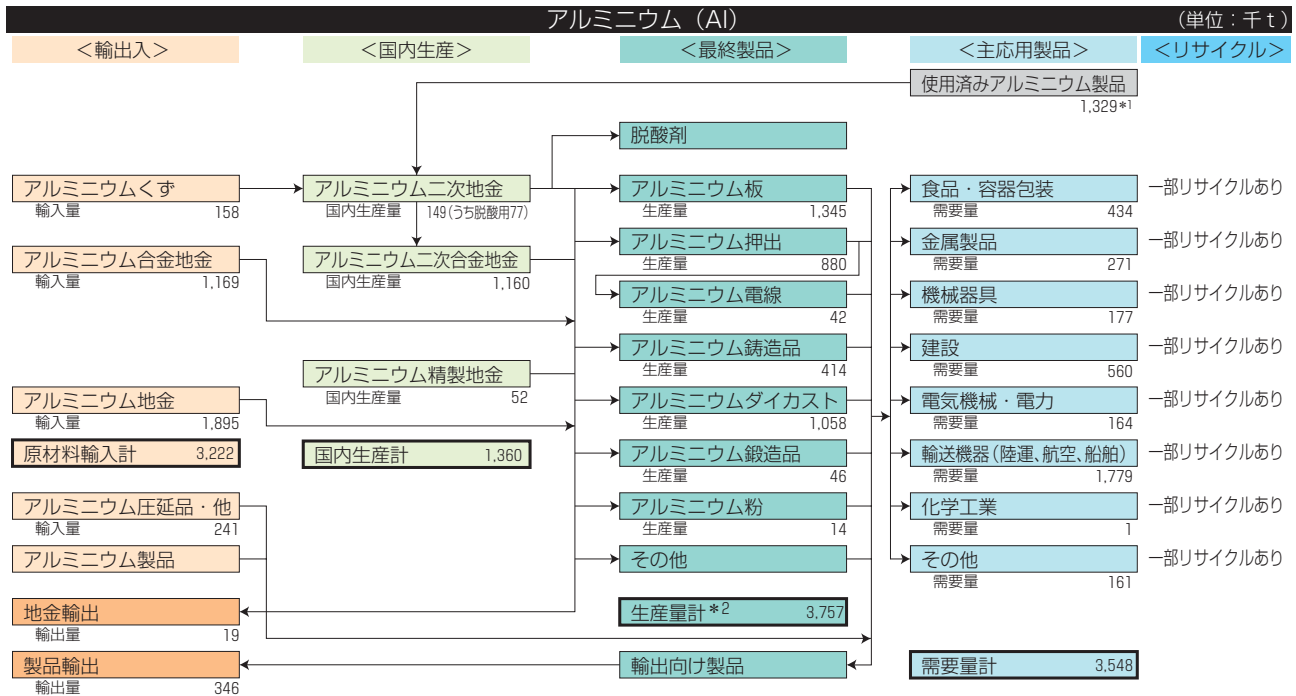 アルミニウム（Al）
（単位：千ｔ）
＜輸出入＞
＜国内生産＞
＜最終製品＞
＜主応用製品＞
＜リサイクル＞
使用済みアルミニウム製品
1,329*1
脱酸剤
アルミニウムくず
輸入量 158
アルミニウム二次地金
国内生産量 149（うち脱酸用77）
アルミニウム板
生産量 1,345
食品・容器包装
需要量 434
一部リサイクルあり
アルミニウム合金地金
輸入量 1,169
アルミニウム二次合金地金
国内生産量 1,160
アルミニウム押出
生産量 880
金属製品
需要量 271
一部リサイクルあり
アルミニウム電線
生産量 42
機械器具
需要量 177
一部リサイクルあり
アルミニウム鋳造品
生産量 414
建設
需要量 560
一部リサイクルあり
アルミニウム精製地金
国内生産量 52
アルミニウム地金
輸入量 1,895
アルミニウムダイカスト
生産量 1,058
電気機械・電力
需要量 164
一部リサイクルあり
原材料輸入計 3,222
国内生産計 1,360
アルミニウム鍛造品
生産量 46
輸送機器（陸運、航空、船舶）
需要量 1,779
一部リサイクルあり
アルミニウム圧延品・他
輸入量 241
アルミニウム粉
生産量 14
化学工業
需要量 1
一部リサイクルあり
アルミニウム製品
その他
その他
需要量 161
一部リサイクルあり
地金輸出
輸出量 19
生産量計*2 3,757
製品輸出
輸出量 346
輸出向け製品
需要量計 3,548